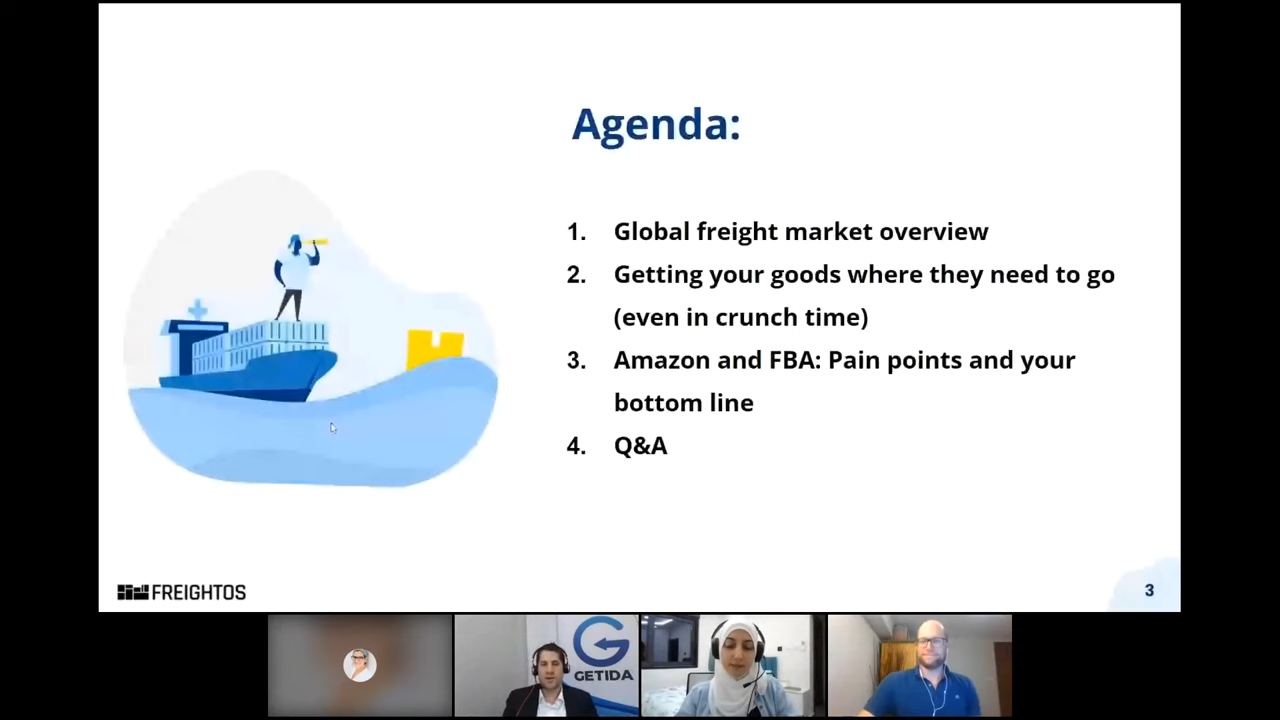 Agenda:
1. Global freight market overview
2. Getting your goods where they need to go
(even in crunch time)
3. Amazon and FBA: Pain points and your
bottom line
4. Q&A
FREIGHTOS
3
G
GETIDA